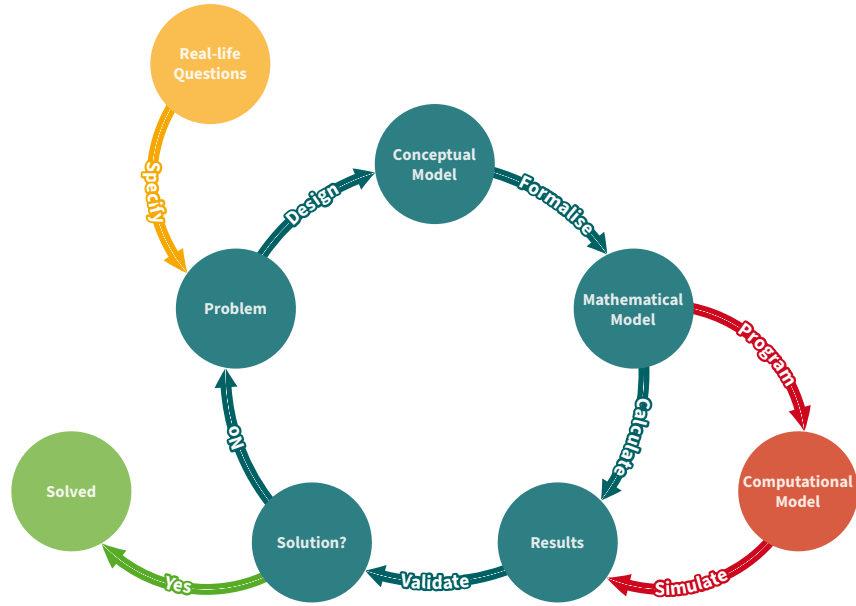 Real-life
Questions
Specify
Conceptual
Model
Design
Formalise
Problem
Mathematical
Model
Program
Calculate
No
Solved
Computational
Model
Solution?
Results
Yes
Validate
Simulate